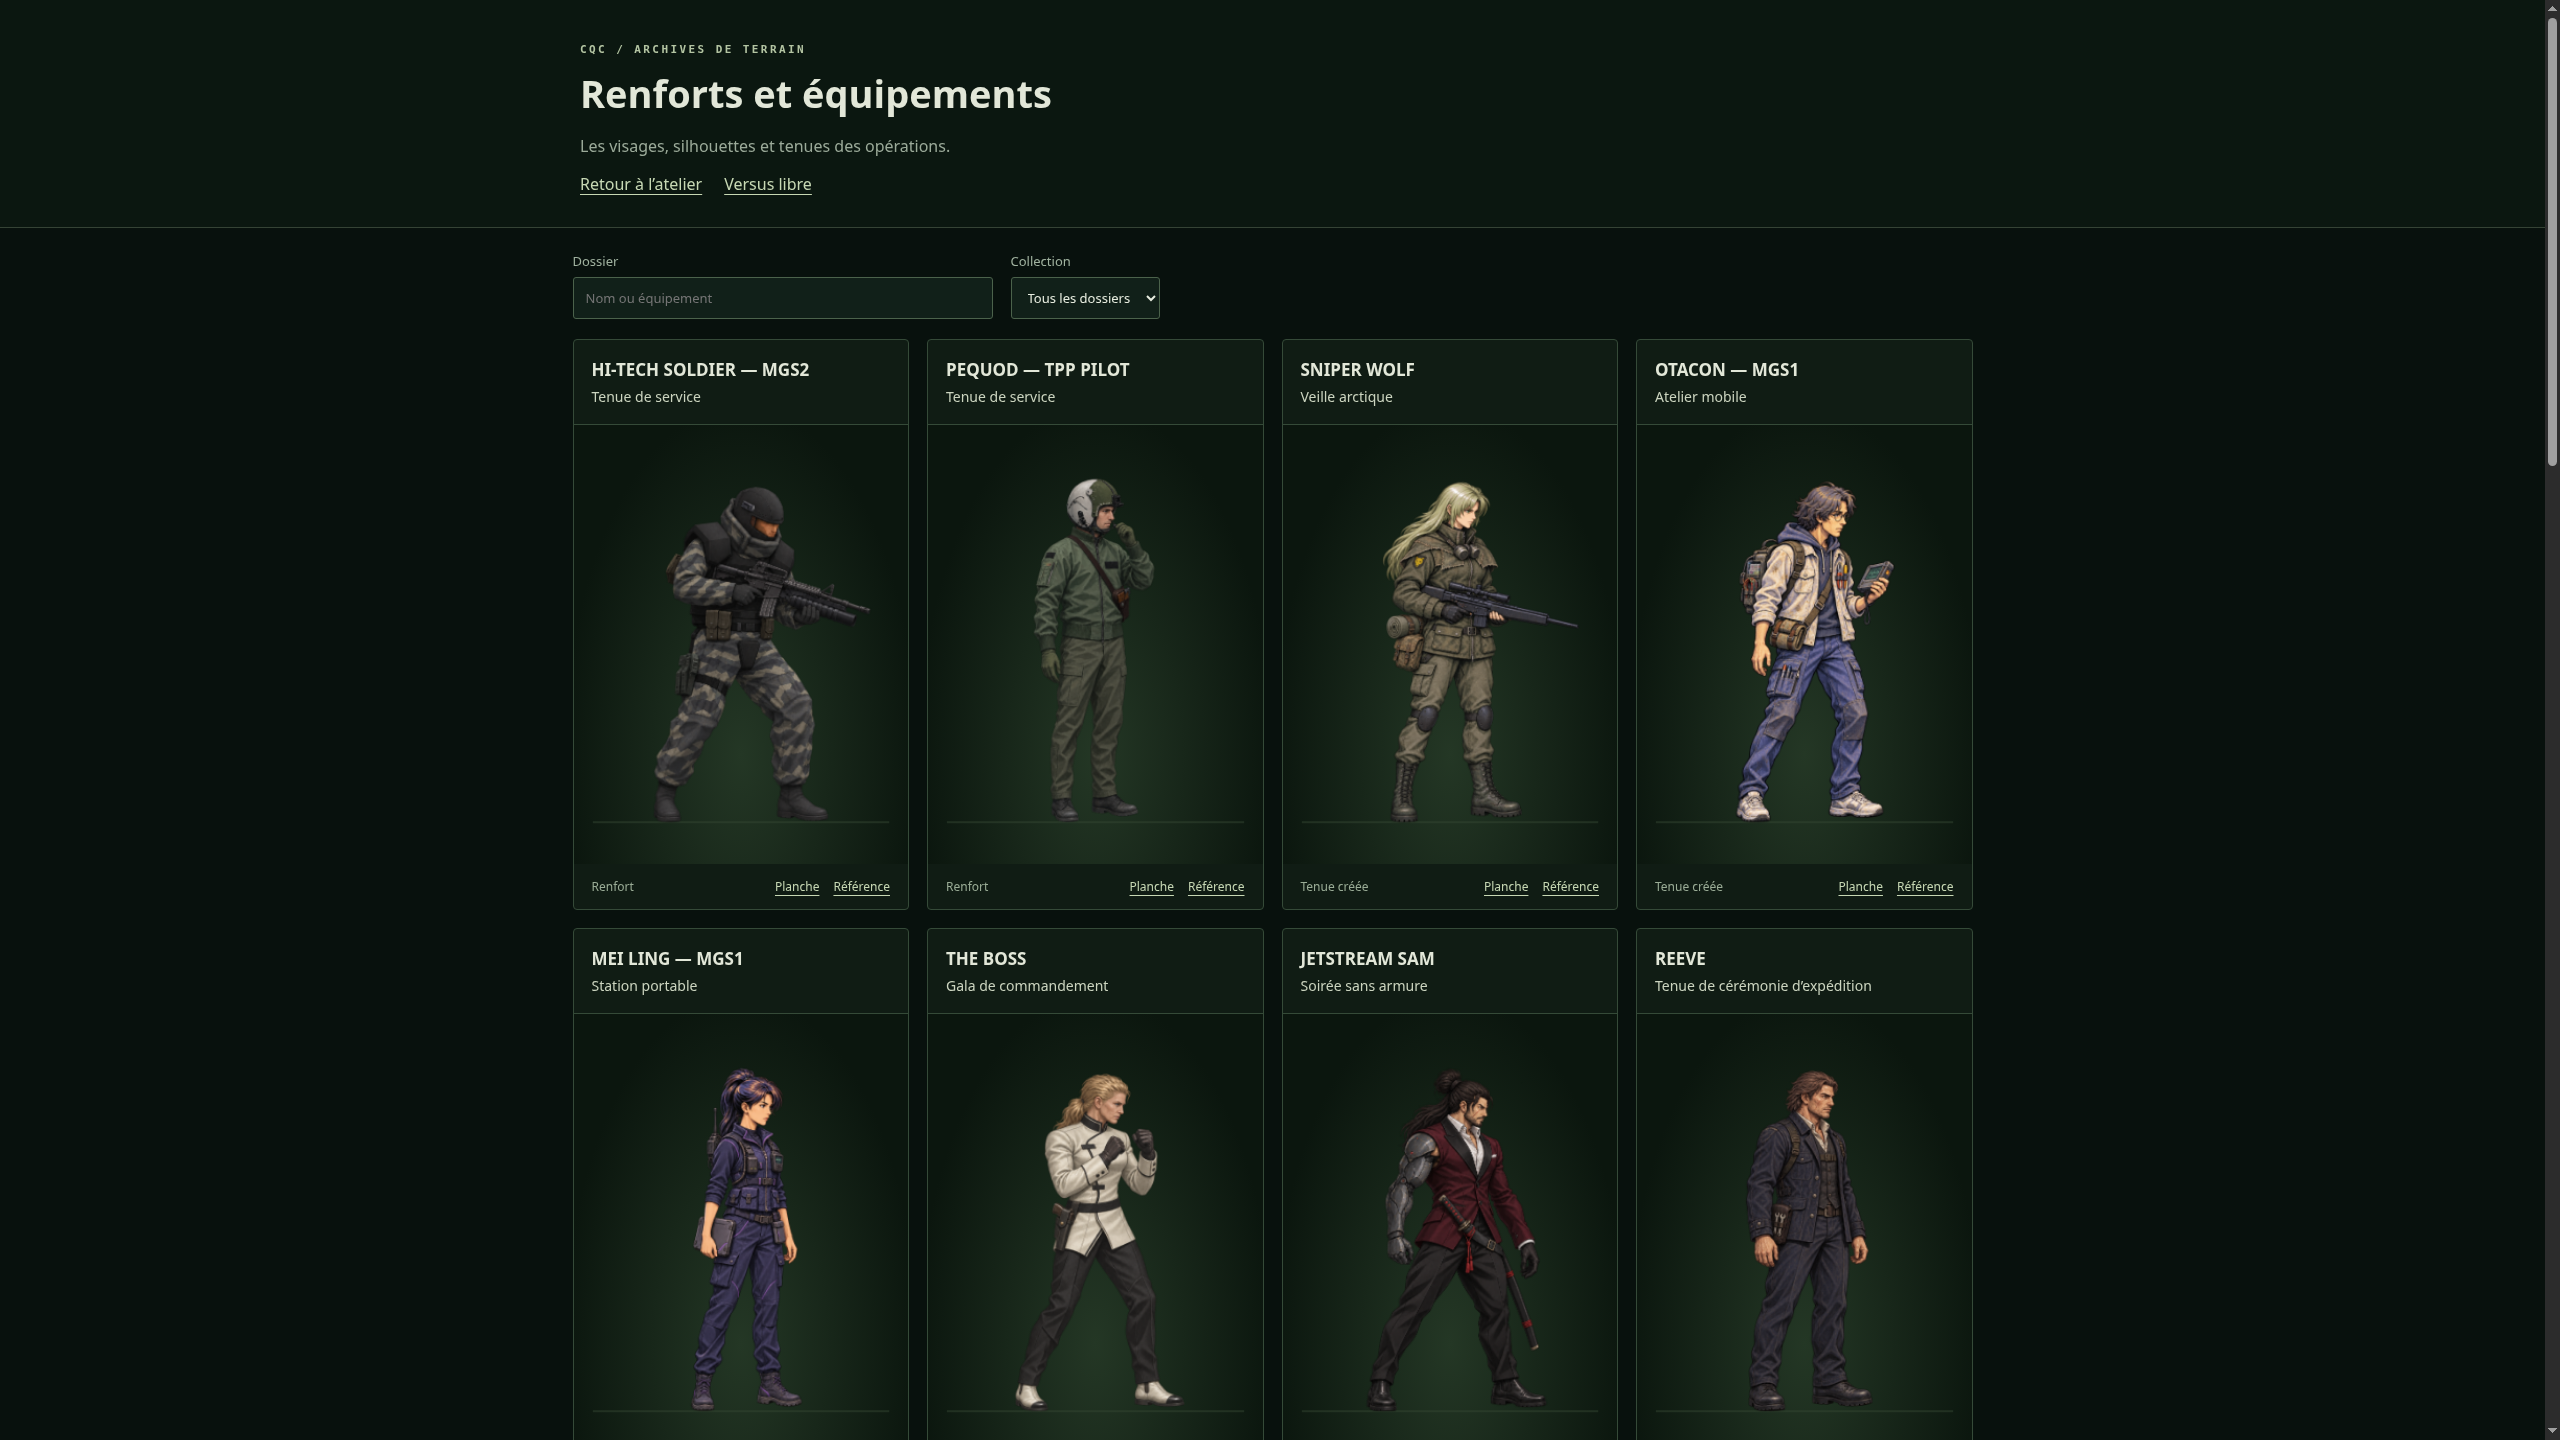 CQC / ARCHIVES DE TERRAIN
Renforts et équipements
Les visages, silhouettes et tenues des opérations.
Retour à l’atelier Versus libre
Dossier Collection
Nom ou équipement Tous les dossiers
HI-TECH SOLDIER — MGS2
Tenue de service
PEQUOD — TPP PILOT
Tenue de service
SNIPER WOLF
Veille arctique
OTACON — MGS1
Atelier mobile
Renfort Planche Référence
Renfort Planche Référence
Tenue créée Planche Référence
Tenue créée Planche Référence
MEI LING — MGS1
Station portable
THE BOSS
Gala de commandement
JETSTREAM SAM
Soirée sans armure
REEVE
Tenue de cérémonie d’expédition